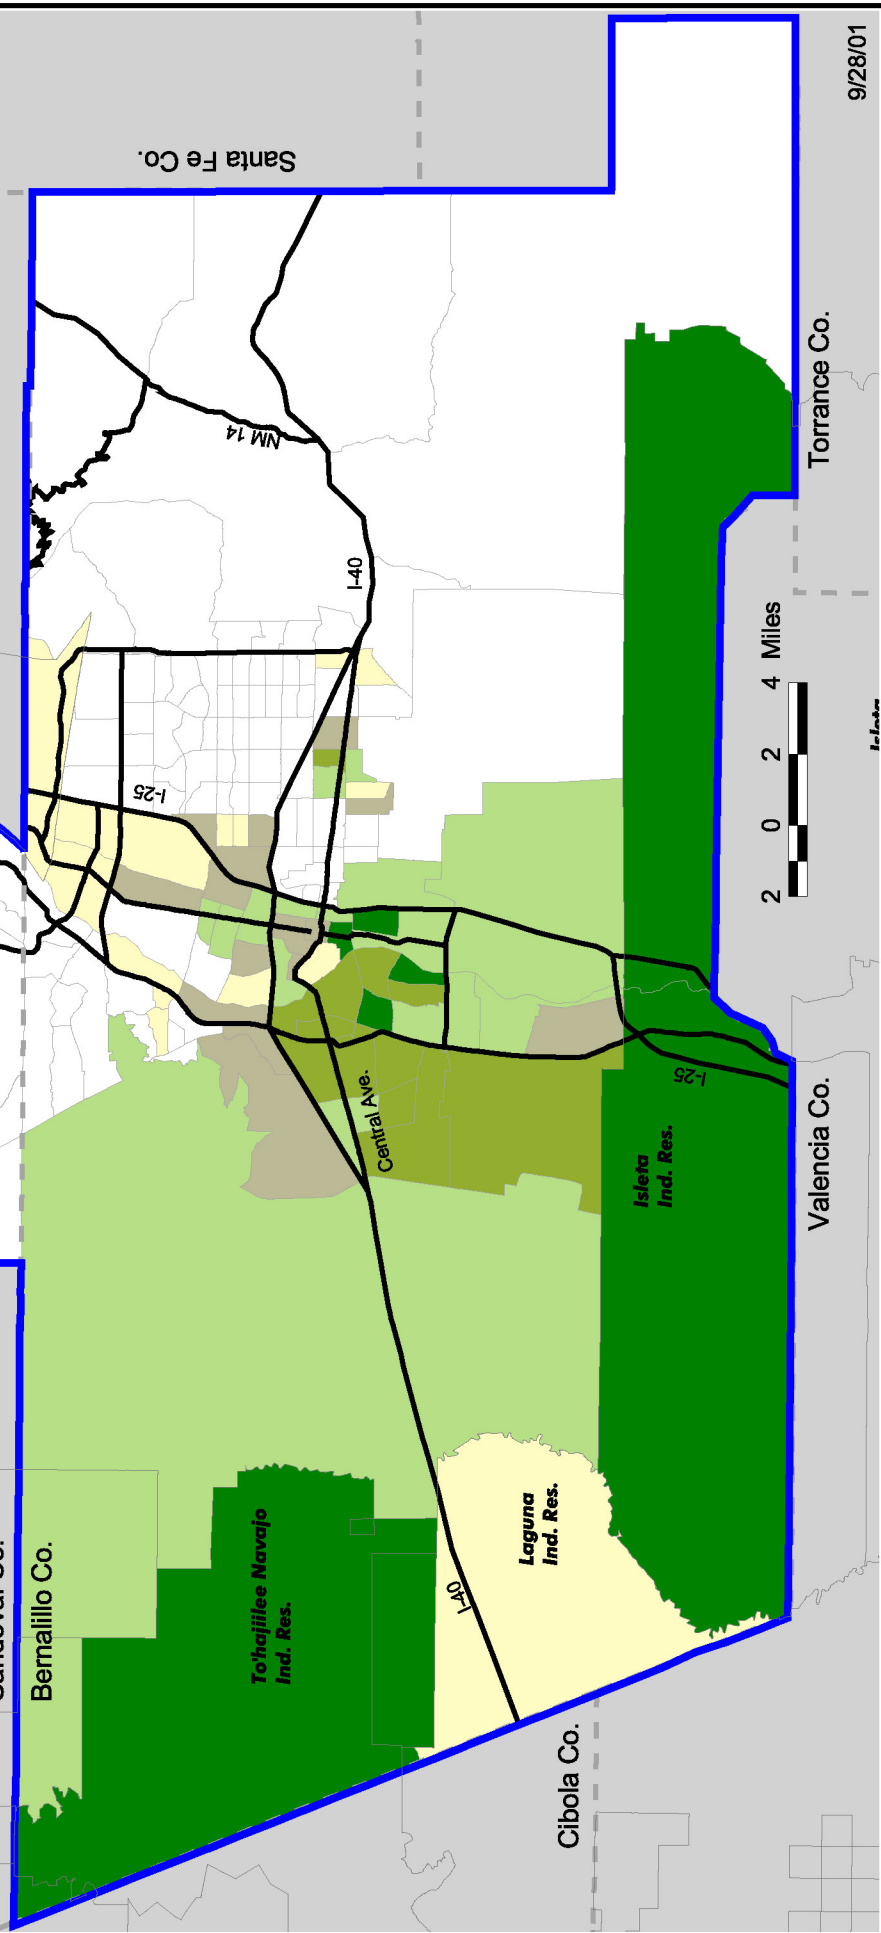 9/28/01
Santa Fe Co.
NM 14
I-40
Torrance Co.
2 0 2 4 Miles
Isleta
I-25
Central Ave.
I-25
Isleta
Ind. Res.
Valencia Co.
Bernalillo Co.
To'hajiilee Navajo
Ind. Res.
Laguna
Ind. Res.
I-40
Cibola Co.